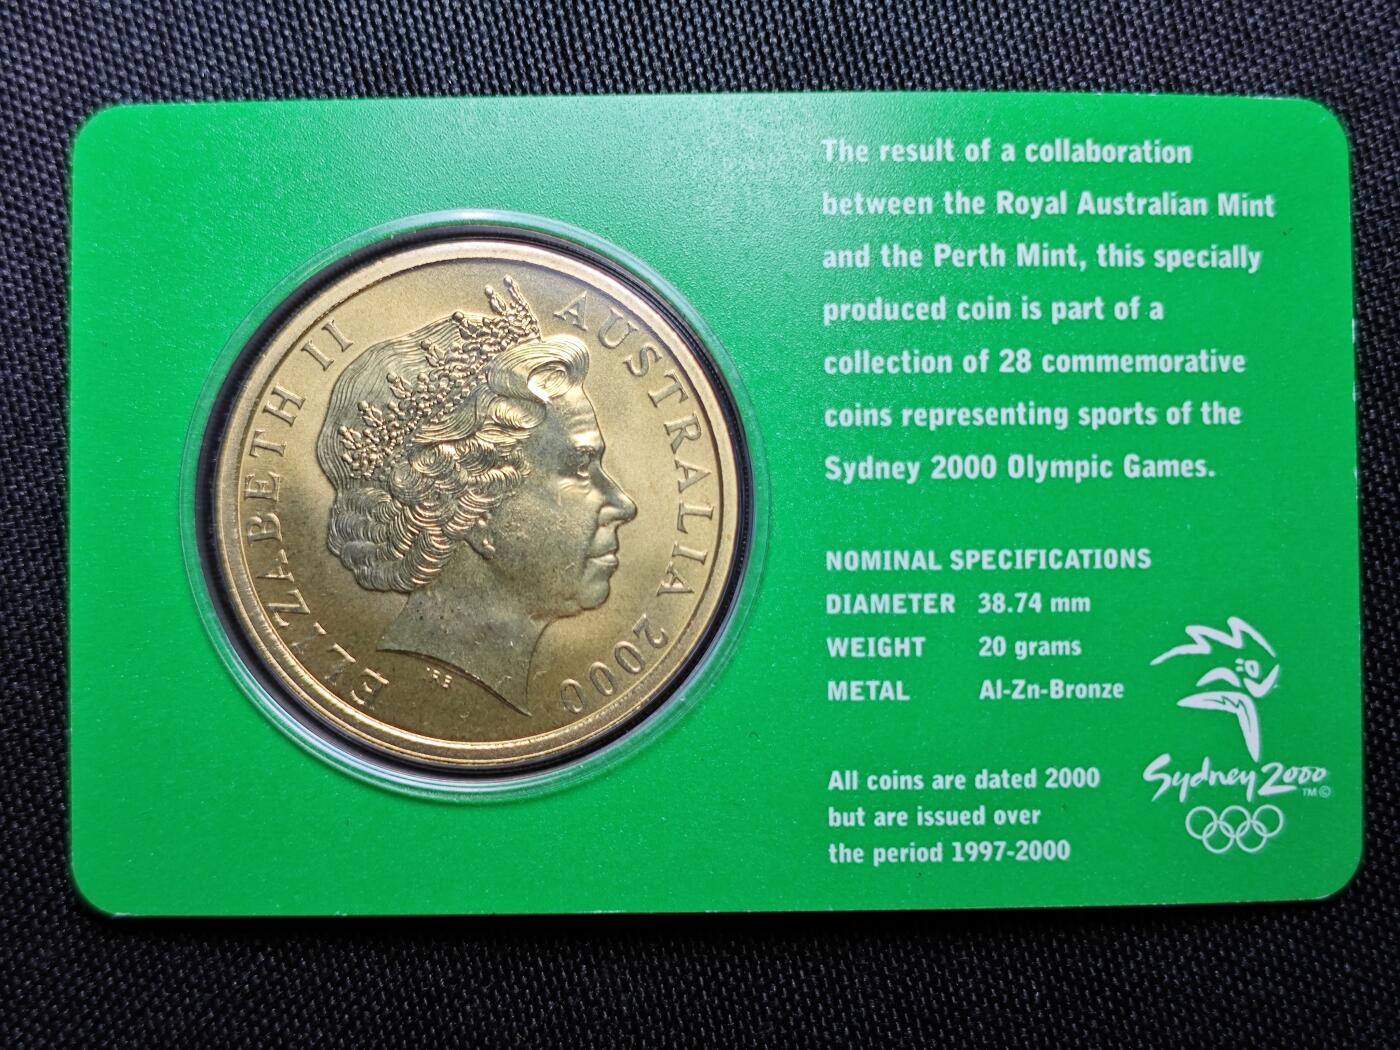 ELIZABETH II AUSTRALIA 2000
The result of a collaboration
between the Royal Australian Mint
and the Perth Mint, this specially
produced coin is part of a
collection of 28 commemorative
coins representing sports of the
Sydney 2000 Olympic Games.
NOMINAL SPECIFICATIONS
DIAMETER 38.74 mm
WEIGHT 20 grams
METAL Al-Zn-Bronze
All coins are dated 2000
but are issued over
the period 1997-2000
Sydney 2000
TM ©